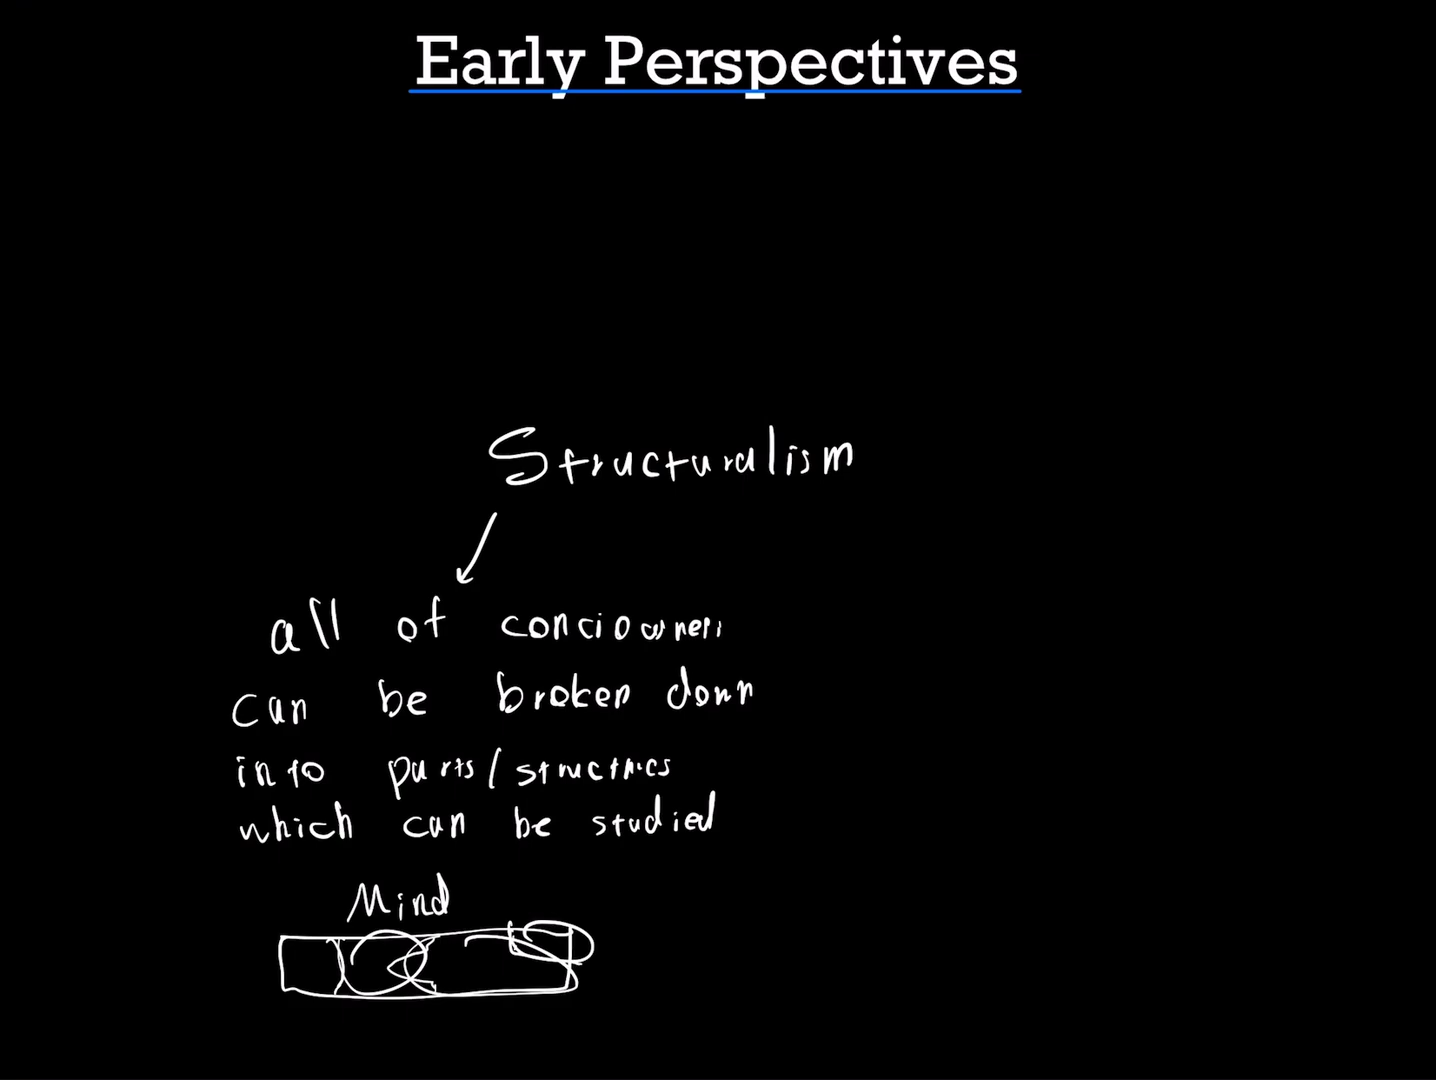 Early Perspectives
Structuralism
all of
can be broken down
into parts/structures
which can be studied
Mind